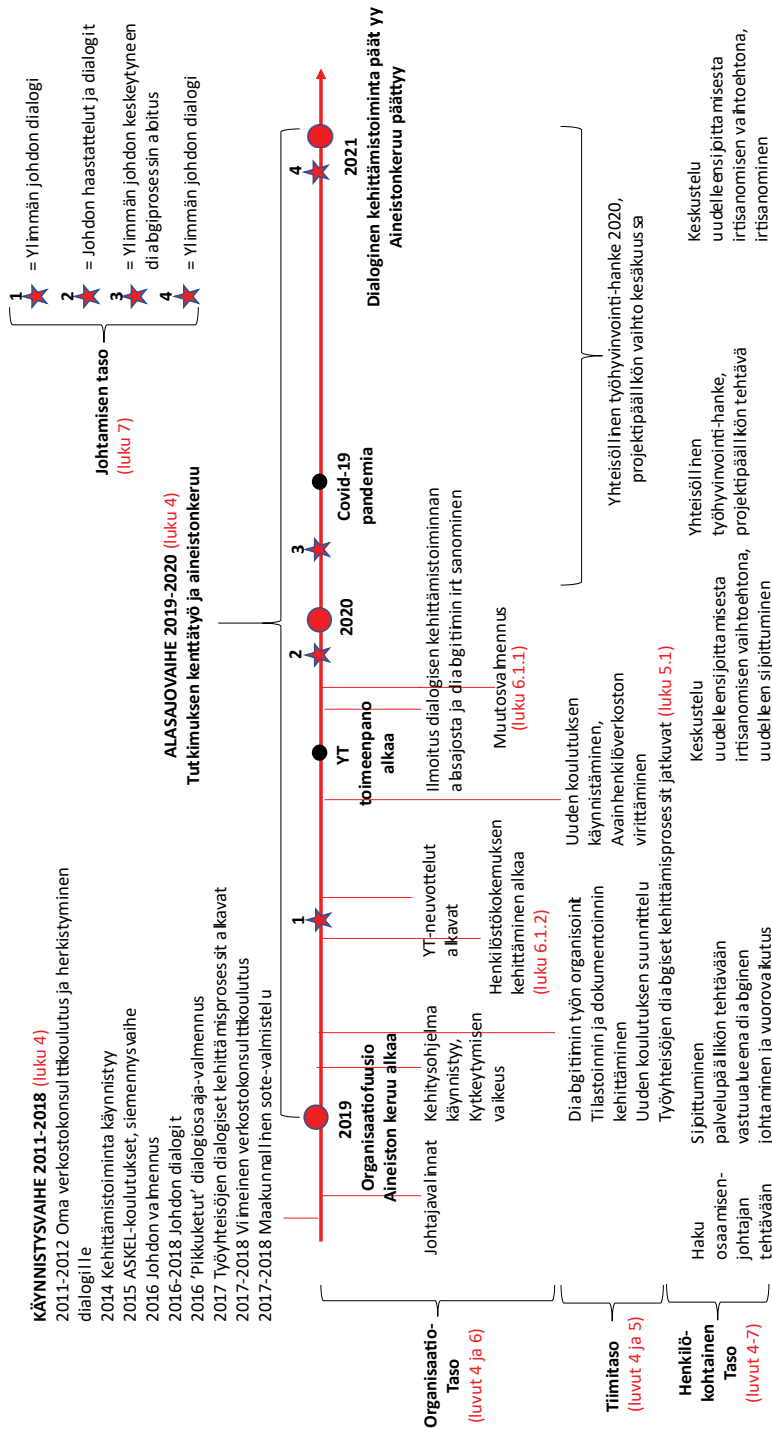 KÄYNNISTYSVAIHE 2011-2018 (luku 4)
2011-2012 Oma verkostokonsulttikoulutus ja herkistyminen
dialogille
2014 Kehittämistoiminta käynnistyy
2015 ASKEL-koulutukset, siemennysvaihe
2016 Johdon valmennus
2016-2018 Johdon dialogit
2016 'Pikkuketut' dialogiosaaja-valmennus
2017 Työyhteisöjen dialogiset kehittämisprosessit alkavat
2017-2018 Viimeinen verkostokonsulttikoulutus
2017-2018 Maakunnallinen sote-valmistelu
ALASAJOVAIHE 2019-2020 (luku 4)
Tutkimuksen kenttätyö ja aineistonkeruu
Johtamisen taso
(luku 7)
1 = Ylimmän johdon dialogi
2 = Johdon haastattelut ja dialogit
3 = Ylimmän johdon keskeytyneen
dialogiprosessin aloitus
4 = Ylimmän johdon dialogi
1
2
3
4
2019
Organisaatiofuusio
Aineiston keruu alkaa
YT
toimeenpano
alkaa
2020
Covid-19
pandemia
2021
Dialoginen kehittämistoiminta päättyy
Aineistonkeruu päättyy
Organisaatio-
Taso
(luvut 4 ja 6)
Johtajavalinnat
Kehitysohjelma
käynnistyy,
Kytkeytymisen
vaikeus
YT-neuvottelut
alkavat
Henkilöstökokemuksen
kehittäminen alkaa
(luku 6.1.2)
Ilmoitus dialogisen kehittämistoiminnan
alasajosta ja dialogitimin irtisanominen
Muutosvalmennus
(luku 6.1.1)
Tiimitaso
(luvut 4 ja 5)
Dialogitimin työn organisointi
Tilastoinnin ja dokumentoinnin
kehittäminen
Uuden koulutuksen suunnittelu
Työyhteisöjen dialogiset kehittämisprosessit jatkuvat (luku 5.1)
Uuden koulutuksen
käynnistäminen,
Avainhenkilöverkoston
virittäminen
Yhteisöllinen työhyvinvointi-hanke 2020,
projektipäällikön vaihto kesäkuussa
Henkilö-
kohtainen
Taso
(luvut 4-7)
Haku
osaamisen-
johtajan
tehtävään
Sijoittuminen
palvelupäällikön tehtävään
vastuualueena dialoginen
johtaminen ja vuorovaikutus
Keskustelu
uudelleensijoittamisesta
irtisanomisen vaihtoehtona,
uudelleen sijoittuminen
Yhteisöllinen
työhyvinvointi-hanke,
projektipäällikön tehtävä
Keskustelu
uudelleensijoittamisesta
irtisanomisen vaihtoehtona,
irtisanominen